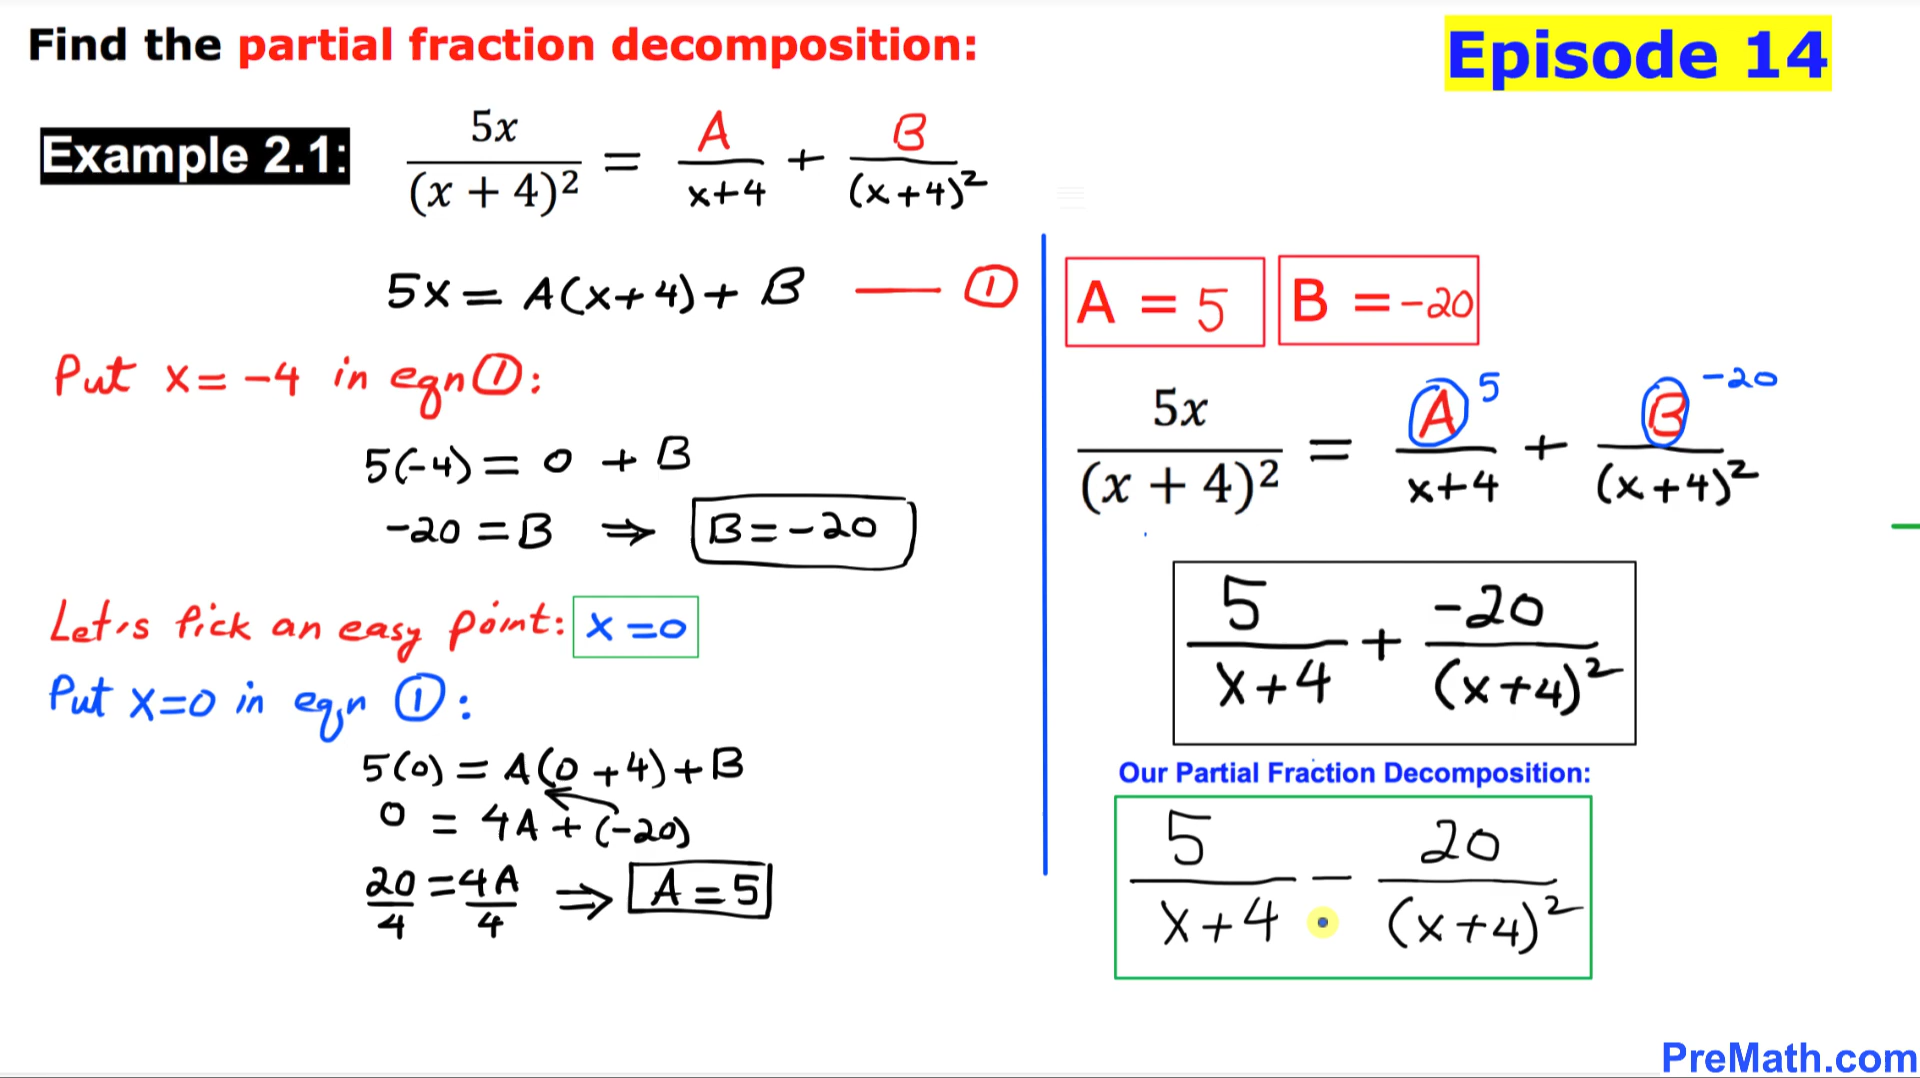 Find the partial fraction decomposition:
Episode 14
Example 2.1: 5x/(x + 4)² = A/(x+4) + B/(x+4)²
5x = A(x+4) + B —— ①
Put x = -4 in eqn ①:
5(-4) = 0 + B
-20 = B ⇒ B = -20
Let's pick an easy point: x = 0
Put x=0 in eqn ①:
5(0) = A(0+4) + B
0 = 4A + (-20)
20/4 = 4A/4 ⇒ A = 5
A = 5 B = -20
5x/(x + 4)² = A 5/(x+4) + B -20/(x+4)²
5/(x+4) + -20/(x+4)²
Our Partial Fraction Decomposition:
5/(x+4) - 20/(x+4)²
PreMath.com